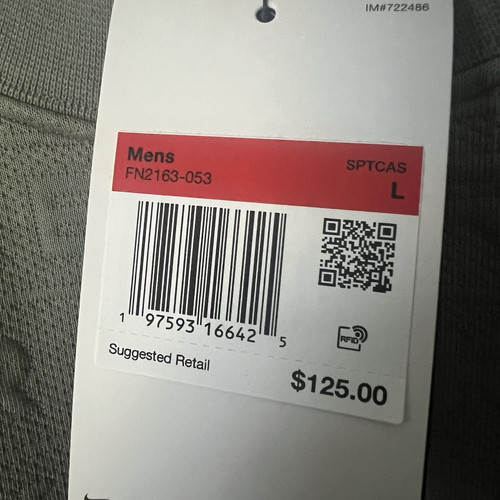 IM#722486
Mens
FN2163-053
SPTCAS
L
1 97593 16642 5
RFID
Suggested Retail
$125.00